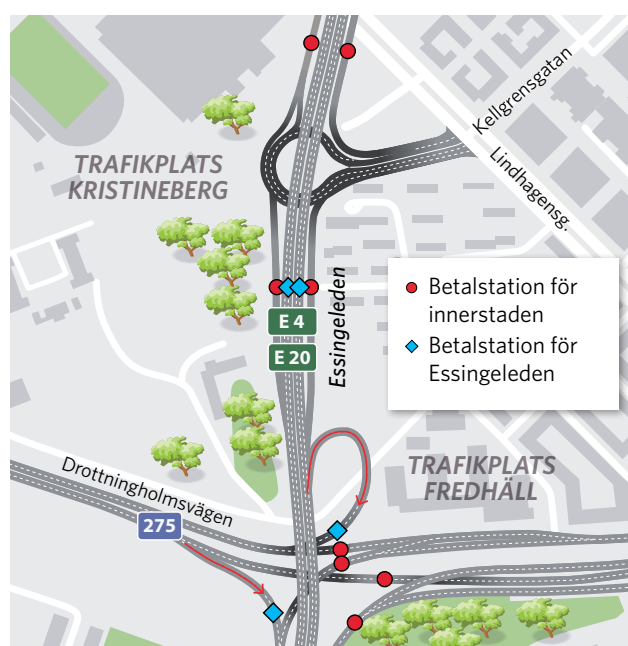 Kellgrensgatan
Lindhagensg.
TRAFIKPLATS
KRISTINEBERG
Betalstation för
innerstaden
Betalstation för
Essingeleden
E 4
E 20
Essingeleden
TRAFIKPLATS
FREDHÄLL
Drottningholmsvägen
275